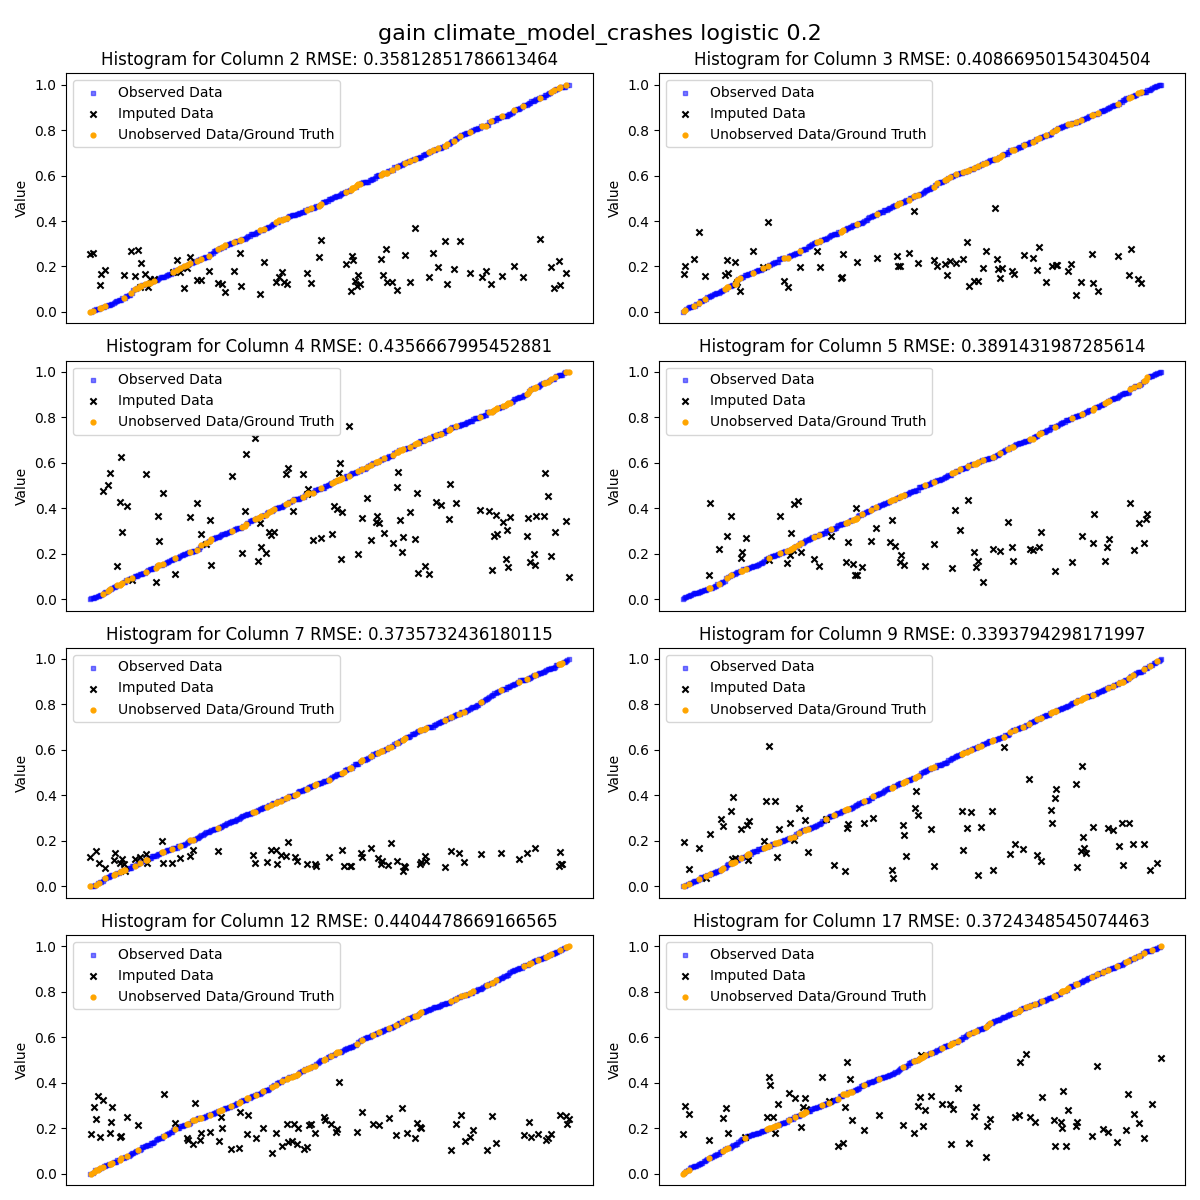 gain climate_model_crashes logistic 0.2
Histogram for Column 2 RMSE: 0.35812851786613464
Histogram for Column 3 RMSE: 0.40866950154304504
1.0
0.8
0.6
0.4
0.2
0.0
Value
Observed Data
Imputed Data
Unobserved Data/Ground Truth
1.0
0.8
0.6
0.4
0.2
0.0
Value
Observed Data
Imputed Data
Unobserved Data/Ground Truth
Histogram for Column 4 RMSE: 0.4356667995452881
Histogram for Column 5 RMSE: 0.3891431987285614
1.0
0.8
0.6
0.4
0.2
0.0
Value
Observed Data
Imputed Data
Unobserved Data/Ground Truth
1.0
0.8
0.6
0.4
0.2
0.0
Value
Observed Data
Imputed Data
Unobserved Data/Ground Truth
Histogram for Column 7 RMSE: 0.3735732436180115
Histogram for Column 9 RMSE: 0.3393794298171997
1.0
0.8
0.6
0.4
0.2
0.0
Value
Observed Data
Imputed Data
Unobserved Data/Ground Truth
1.0
0.8
0.6
0.4
0.2
0.0
Value
Observed Data
Imputed Data
Unobserved Data/Ground Truth
Histogram for Column 12 RMSE: 0.4404478669166565
Histogram for Column 17 RMSE: 0.3724348545074463
1.0
0.8
0.6
0.4
0.2
0.0
Value
Observed Data
Imputed Data
Unobserved Data/Ground Truth
1.0
0.8
0.6
0.4
0.2
0.0
Value
Observed Data
Imputed Data
Unobserved Data/Ground Truth